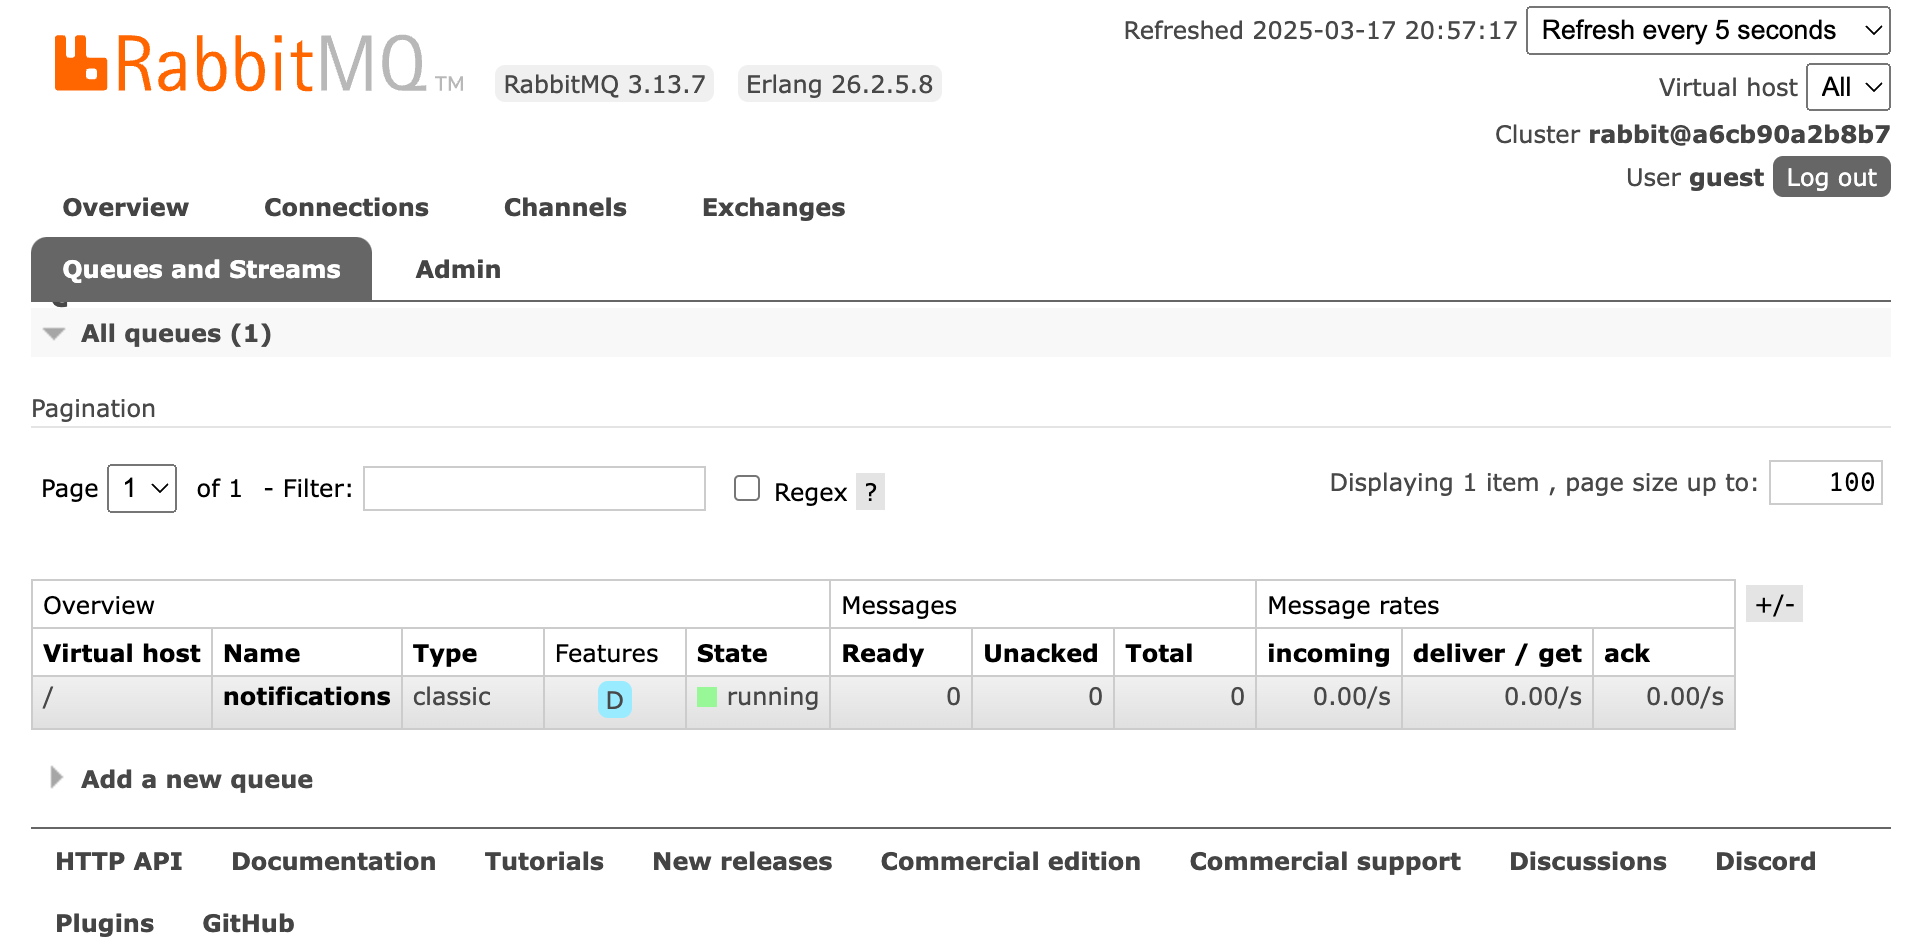 RabbitMQ TM
RabbitMQ 3.13.7
Erlang 26.2.5.8
Refreshed 2025-03-17 20:57:17
Refresh every 5 seconds
Virtual host All
Cluster rabbit@a6cb90a2b8b7
User guest Log out
Overview Connections Channels Exchanges
Queues and Streams Admin
All queues (1)
Pagination
Page 1 of 1 - Filter: Regex ? Displaying 1 item , page size up to: 100
Overview Messages Message rates +/-
Virtual host Name Type Features State Ready Unacked Total incoming deliver / get ack
/ notifications classic D running 0 0 0 0.00/s 0.00/s 0.00/s
Add a new queue
HTTP API Documentation Tutorials New releases Commercial edition Commercial support Discussions Discord
Plugins GitHub